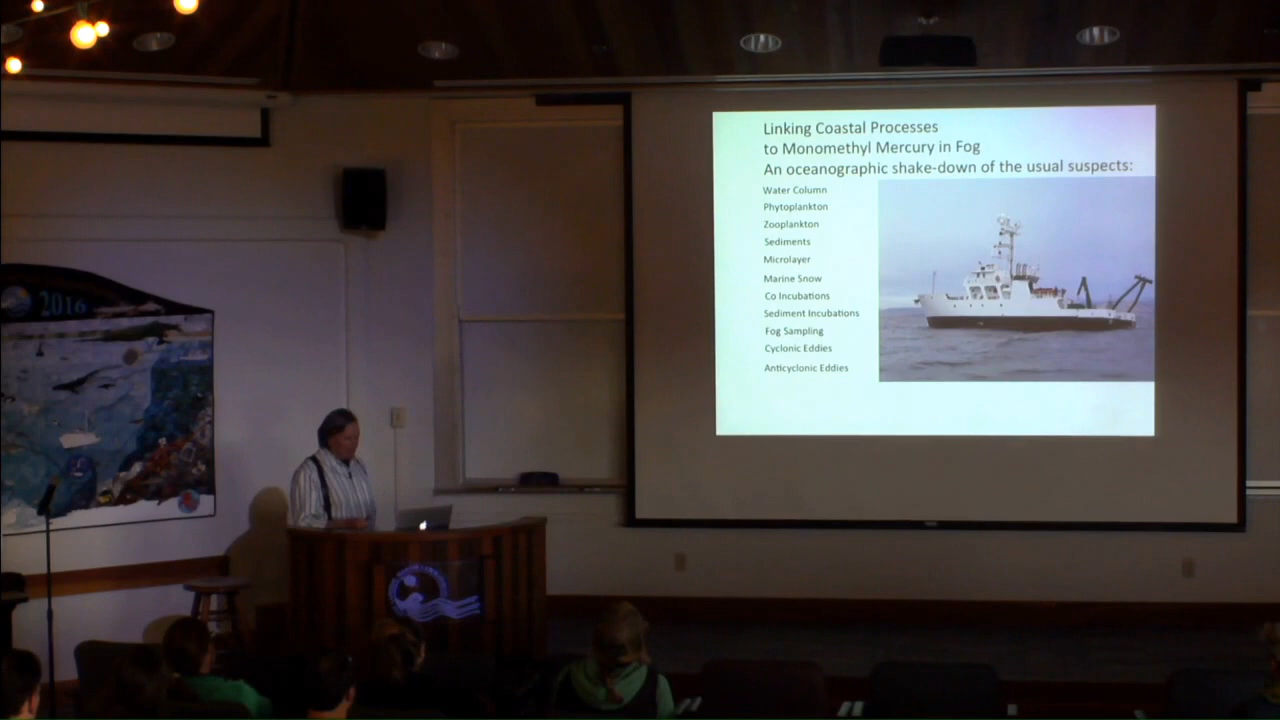 Linking Coastal Processes
to Monomethyl Mercury in Fog
An oceanographic shake-down of the usual suspects:
Water Column
Phytoplankton
Zooplankton
Sediments
Microlayer
Marine Snow
Co Incubations
Sediment Incubations
Fog Sampling
Cyclonic Eddies
Anticyclonic Eddies
2016